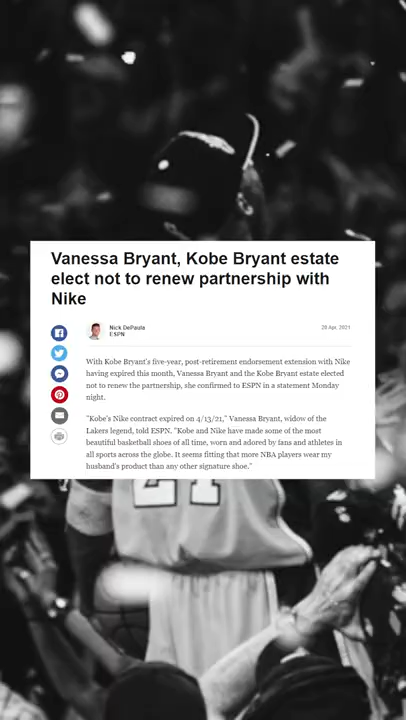 Vanessa Bryant, Kobe Bryant estate
elect not to renew partnership with
Nike
Nick DePaula
ESPN
20 Apr, 2021
With Kobe Bryant's five-year, post-retirement endorsement extension with Nike
having expired this month, Vanessa Bryant and the Kobe Bryant estate elected
not to renew the partnership, she confirmed to ESPN in a statement Monday
night.
"Kobe's Nike contract expired on 4/13/21," Vanessa Bryant, widow of the
Lakers legend, told ESPN. "Kobe and Nike have made some of the most
beautiful basketball shoes of all time, worn and adored by fans and athletes in
all sports across the globe. It seems fitting that more NBA players wear my
husband's product than any other signature shoe."